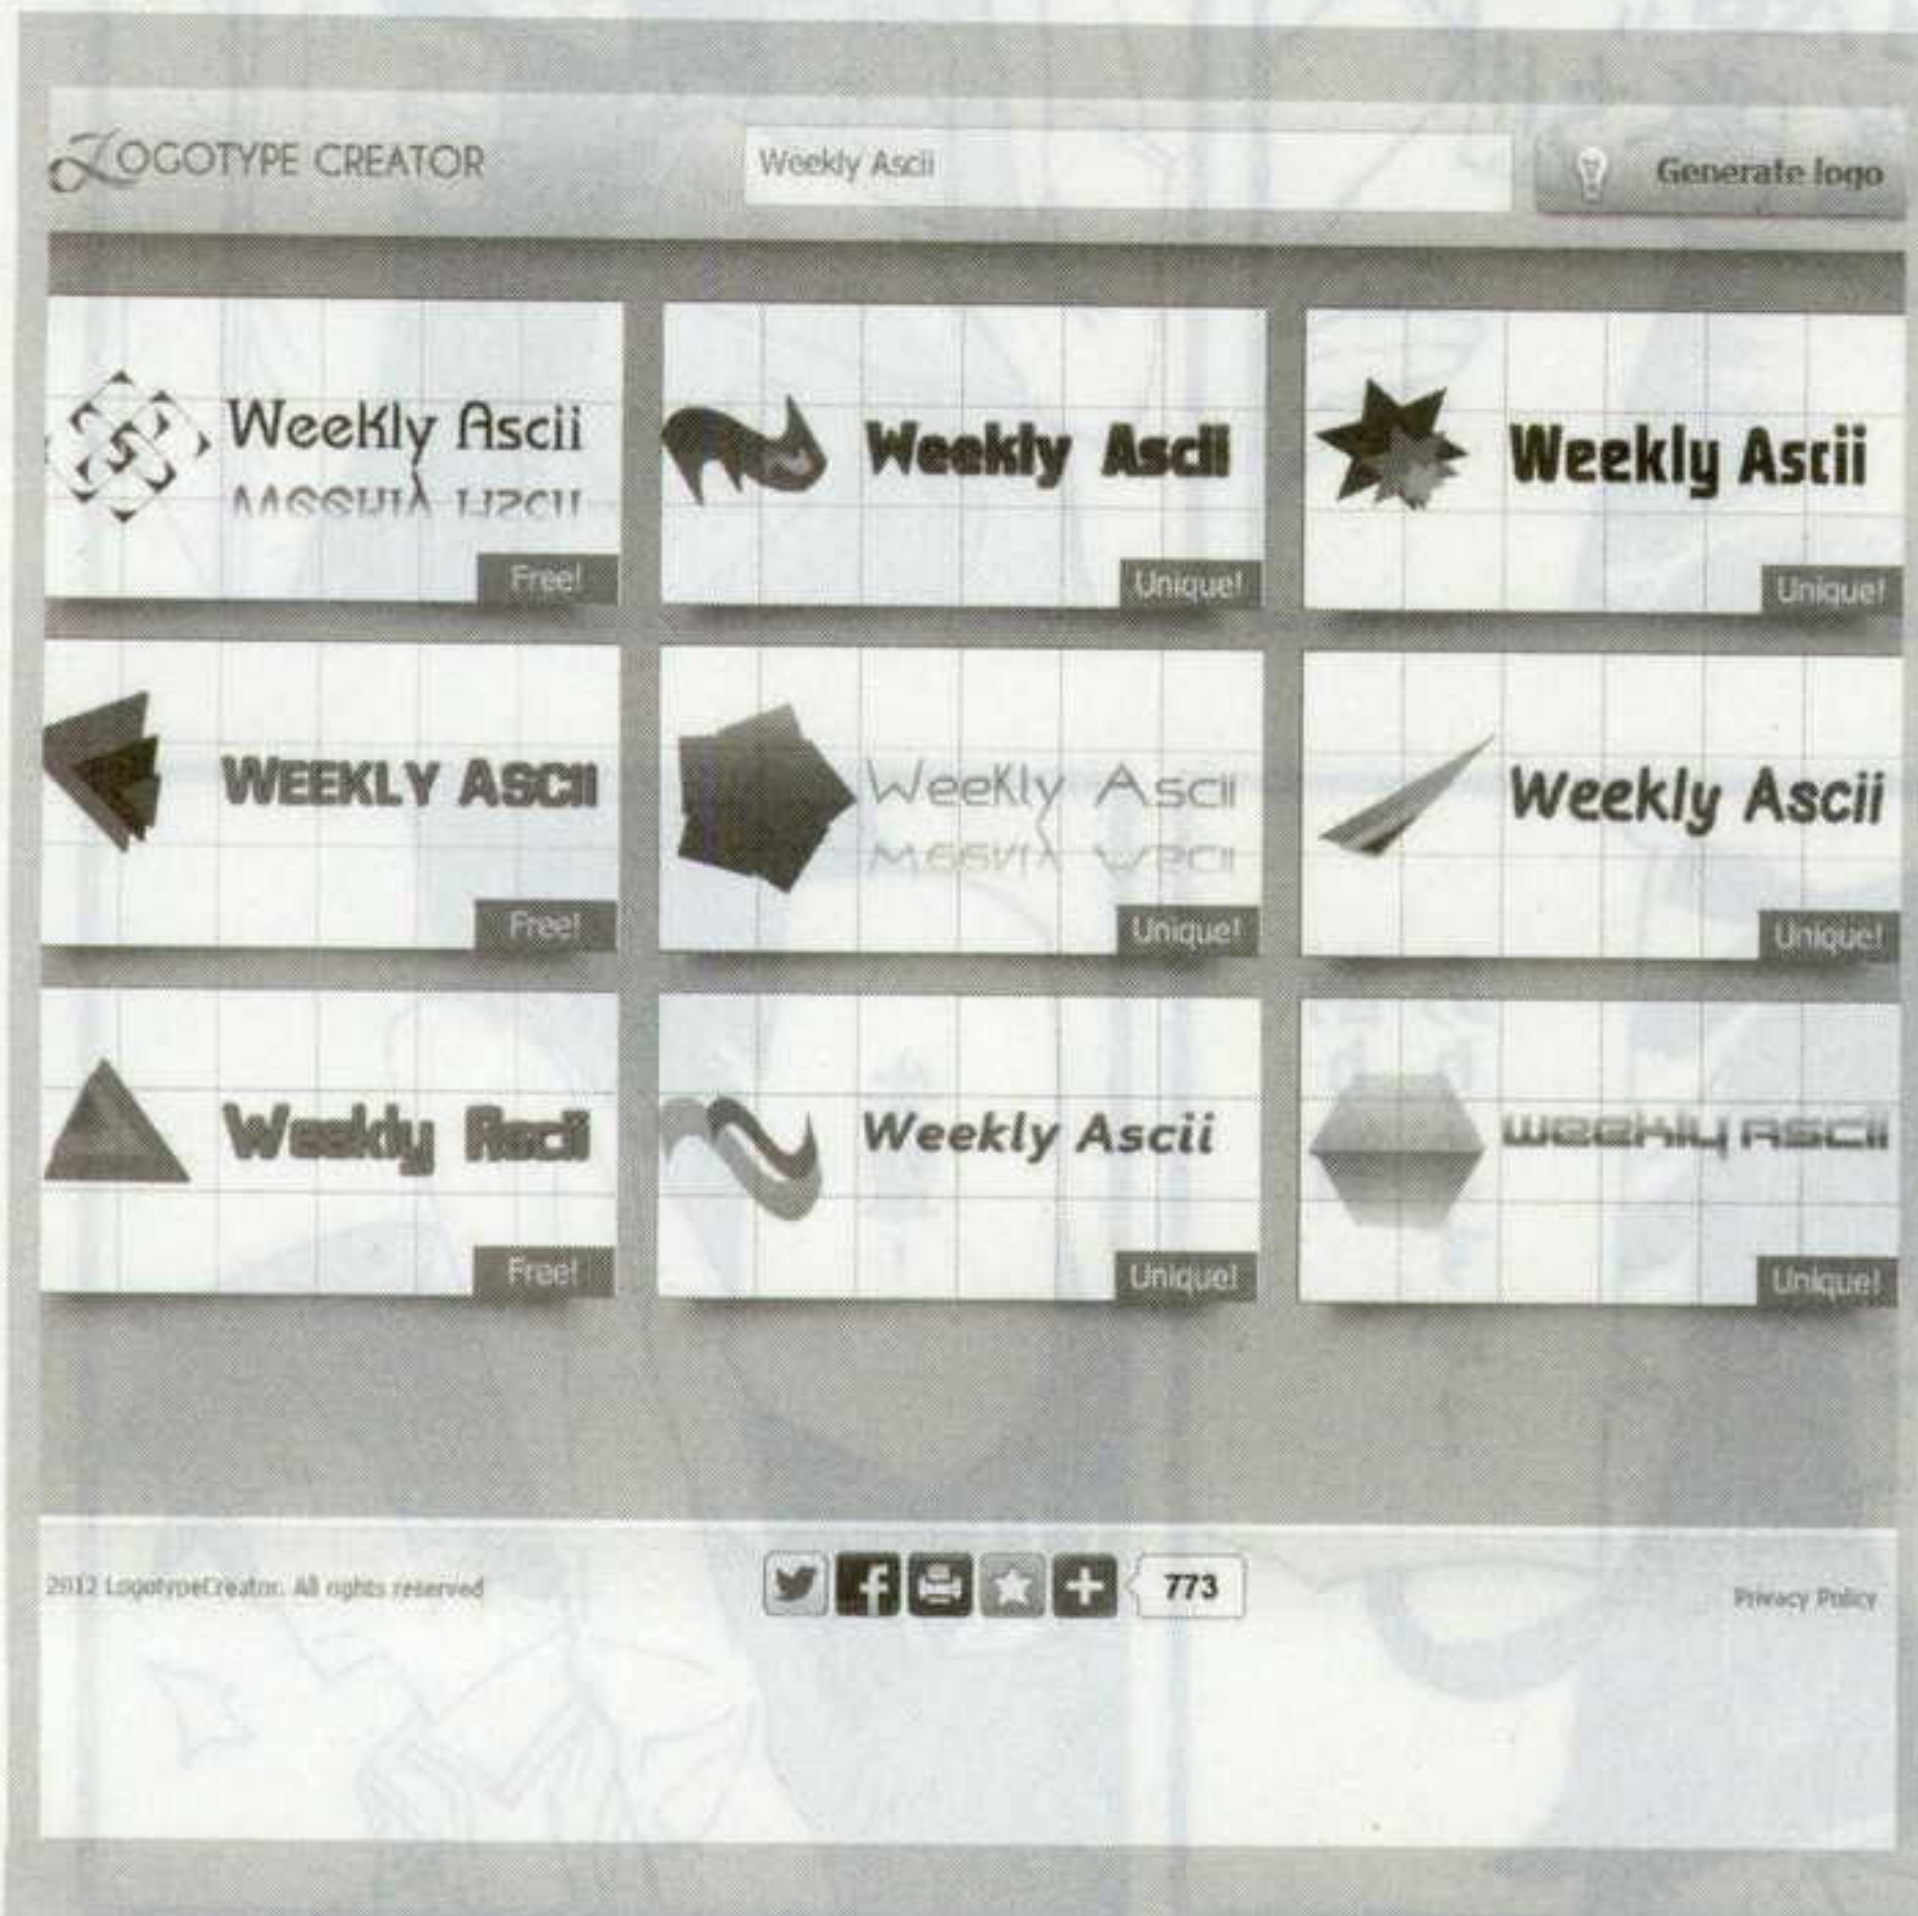 LOGOTYPE CREATOR
Weekly Ascii
Generate logo
Weekly Ascii
Free!
Weekly Ascii
Unique!
Weekly Ascii
Unique!
WEEKLY ASCII
Free!
Weekly Ascii
Unique!
Weekly Ascii
Unique!
Weekly Ascii
Free!
Weekly Ascii
Unique!
weekly ascii
Unique!
2012 LogotypeCreator. All rights reserved
773
Privacy Policy